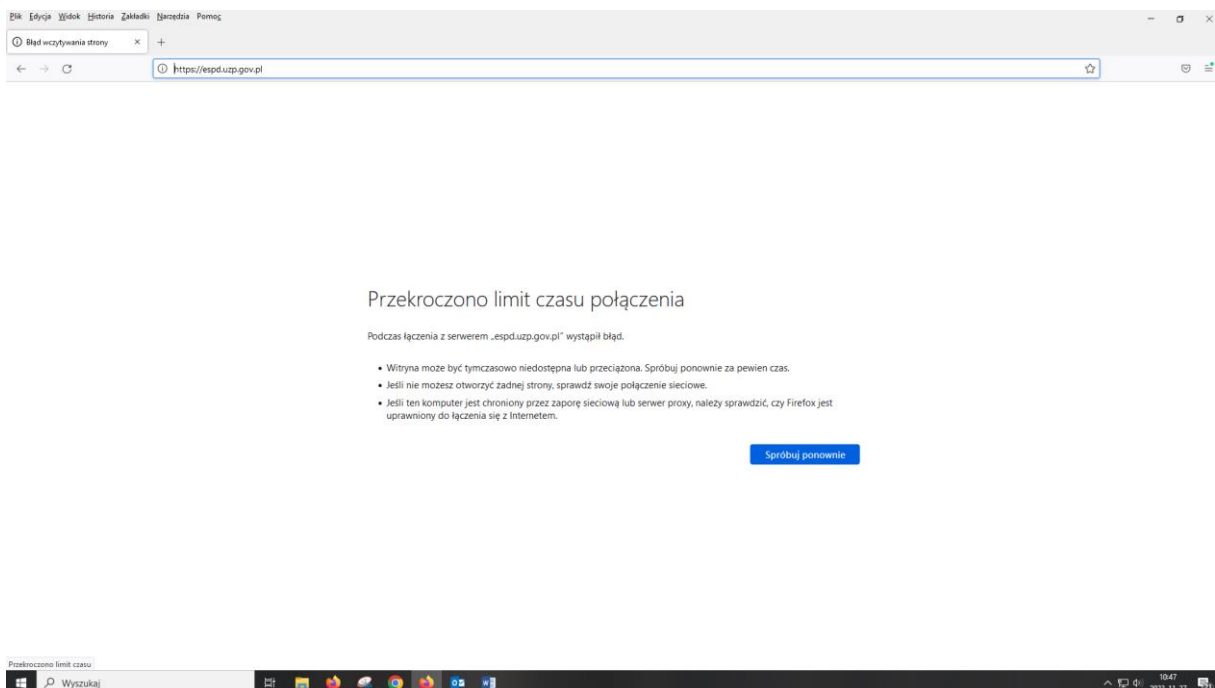 Plik Edycja Widok Historia Zakładki Narzędzia Pomoc
Błąd wczytywania strony
https://espd.uzp.gov.pl
Przekroczono limit czasu połączenia
Podczas łączenia z serwerem „espd.uzp.gov.pl” wystąpił błąd.
• Witryna może być tymczasowo niedostępna lub przeciążona. Spróbuj ponownie za pewien czas.
• Jeśli nie możesz otworzyć żadnej strony, sprawdź swoje połączenie sieciowe.
• Jeśli ten komputer jest chroniony przez zaporę sieciową lub serwer proxy, należy sprawdzić, czy Firefox jest
uprawniony do łączenia się z Internetem.
Spróbuj ponownie
Przekroczono limit czasu
Wyszukaj
10:47